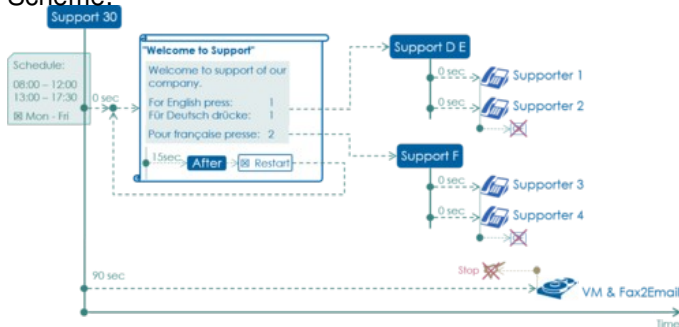 Scheme:
Support 30
Schedule:
08:00 – 12:00
13:00 – 17:30
☒ Mon - Fri
0 sec
"Welcome to Support"
Welcome to support of our
company.
For English press: 1
Für Deutsch drücke: 1
Pour française presse: 2
15sec
After
☒ Restart
Support D E
0 sec
Supporter 1
0 sec
Supporter 2
Support F
0 sec
Supporter 3
0 sec
Supporter 4
90 sec
Stop
VM & Fax2Email
Time